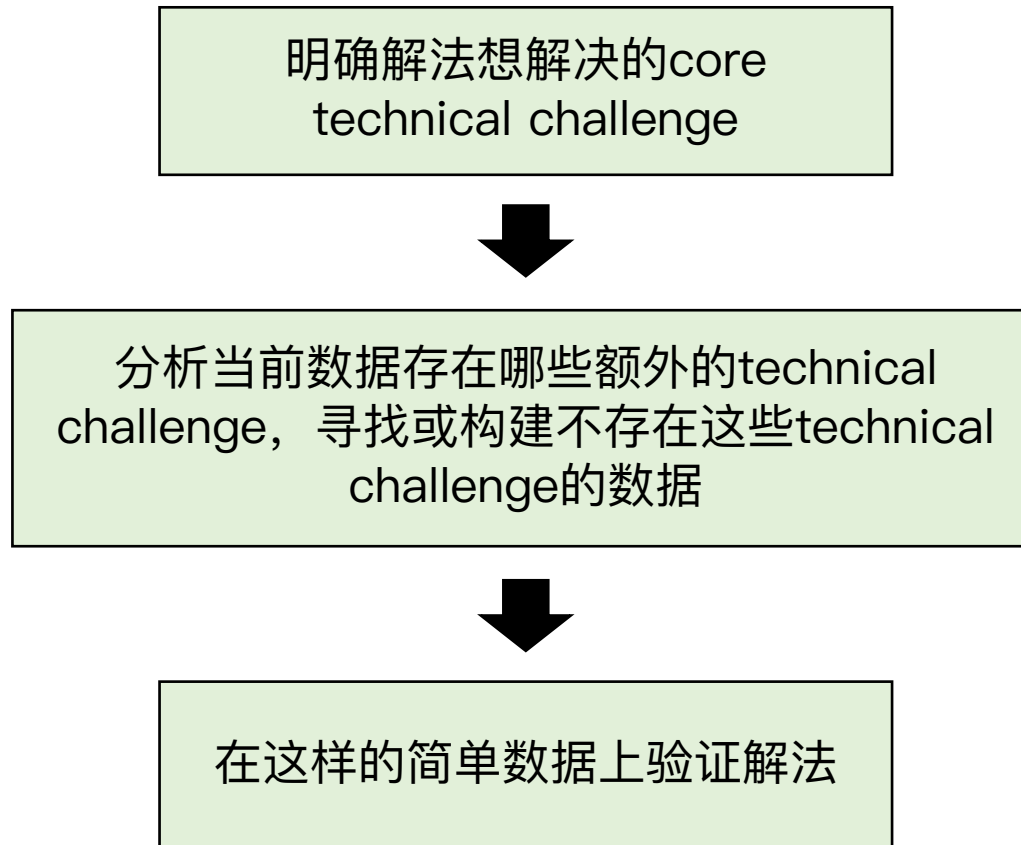 明确解法想解决的core
technical challenge
分析当前数据存在哪些额外的technical
challenge，寻找或构建不存在这些technical
challenge的数据
在这样的简单数据上验证解法